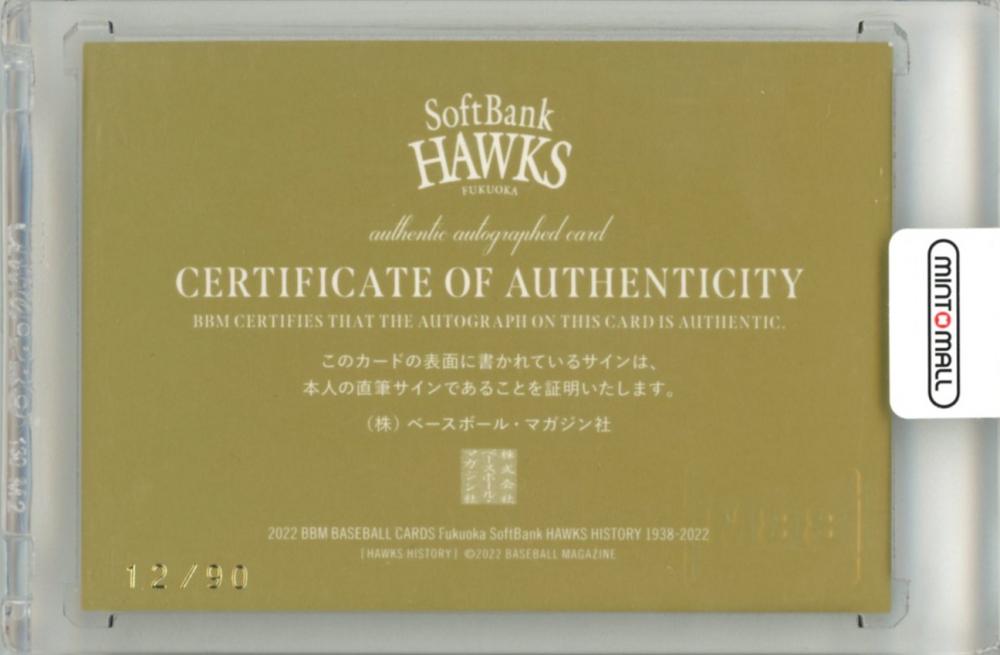 SoftBank
HAWKS
FUKUOKA
authentic autographed card
CERTIFICATE OF AUTHENTICITY
BBM CERTIFIES THAT THE AUTOGRAPH ON THIS CARD IS AUTHENTIC.
このカードの表面に書かれているサインは、
本人の直筆サインであることを証明いたします。
(株)ベースボール・マガジン社
株式会社
ベースボール・
マガジン社
2022 BBM BASEBALL CARDS Fukuoka SoftBank HAWKS HISTORY 1938-2022
[HAWKS HISTORY] ©2022 BASEBALL MAGAZINE
12/90
MINT MALL